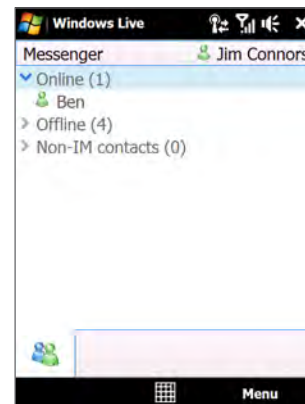 Windows Live
Messenger Jim Connors
Online (1)
Ben
Offline (4)
Non-IM contacts (0)
Menu